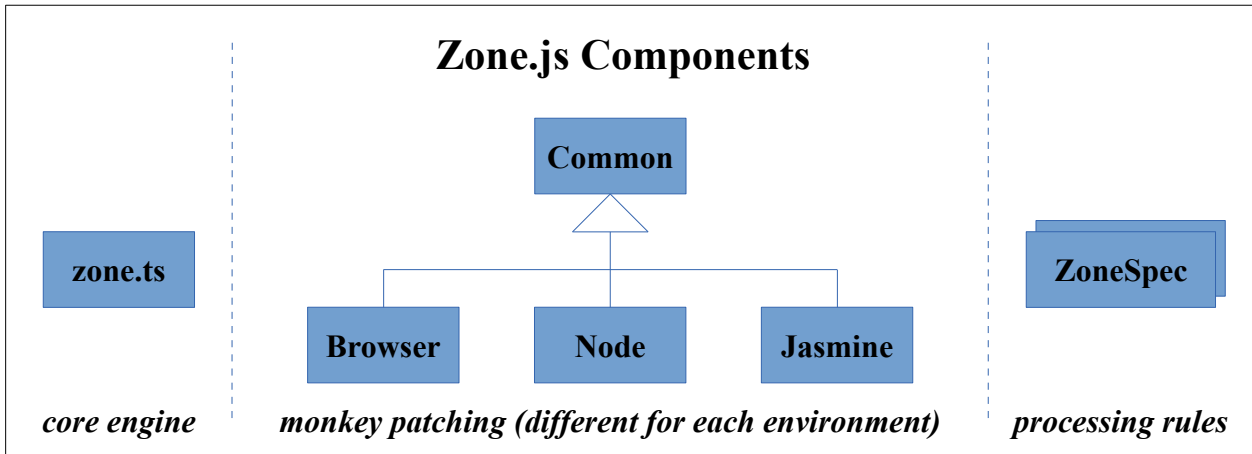 Zone.js Components
Common
zone.ts
ZoneSpec
Browser
Node
Jasmine
core engine
monkey patching (different for each environment)
processing rules